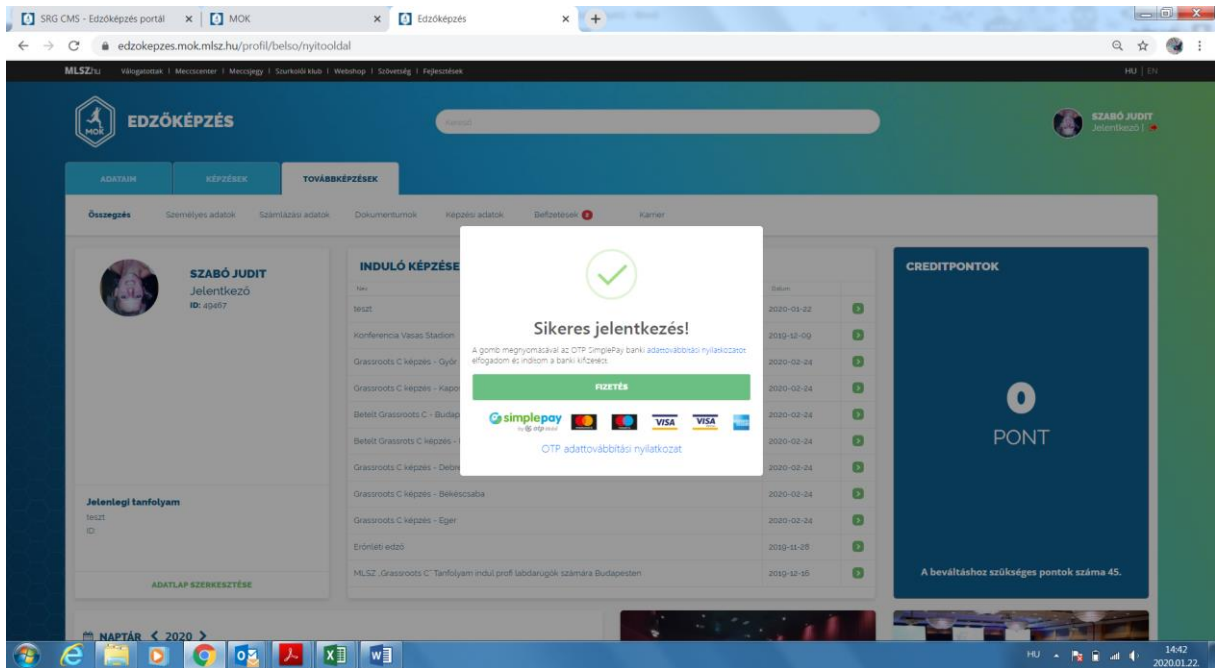 SRG CMS - Edzőképzés portál
MOK
Edzőképzés
edzokepzes.mok.mlsz.hu/profil/belso/nyitooldal
MLSZ.hu Válogatottak | Meccscenter | Meccsjegy | Szurkolói klub | Webshop | Szövetség | Fejlesztések
HU | EN
MOK
EDZŐKÉPZÉS
Kereső
SZABÓ JUDIT
Jelentkező |
ADATAIM KÉPZÉSEK TOVÁBBKÉPZÉSEK
Összegzés Személyes adatok Számlázási adatok Dokumentumok Képzési adatok Befizetések Karrier
SZABÓ JUDIT
Jelentkező
ID: 49467
Jelenlegi tanfolyam
teszt
ID:
ADATLAP SZERKESZTÉSE
INDULÓ KÉPZÉSE
Név Dátum
teszt 2020-01-22
Konferencia Vasas Stadion 2019-12-09
Grassroots C képzés - Győr 2020-02-24
Grassroots C képzés - Kapo 2020-02-24
Betelt Grassroots C - Budap 2020-02-24
Betelt Grassrots C képzés - 2020-02-24
Grassroots C képzés - Debre 2020-02-24
Grassroots C képzés - Békéscsaba 2020-02-24
Grassroots C képzés - Eger 2020-02-24
Erőnléti edző 2019-11-28
MLSZ „Grassroots C" Tanfolyam indul profi labdarúgók számára Budapesten 2019-12-16
Sikeres jelentkezés!
A gomb megnyomásával az OTP SimplePay banki adattovábbítási nyilatkozatot
elfogadom és indítom a banki kifizetést.
FIZETÉS
simplepay
by otp mobil
VISA VISA
OTP adattovábbítási nyilatkozat
CREDITPONTOK
0
PONT
A beváltáshoz szükséges pontok száma 45.
NAPTÁR < 2020 >
HU
14:42
2020.01.22.